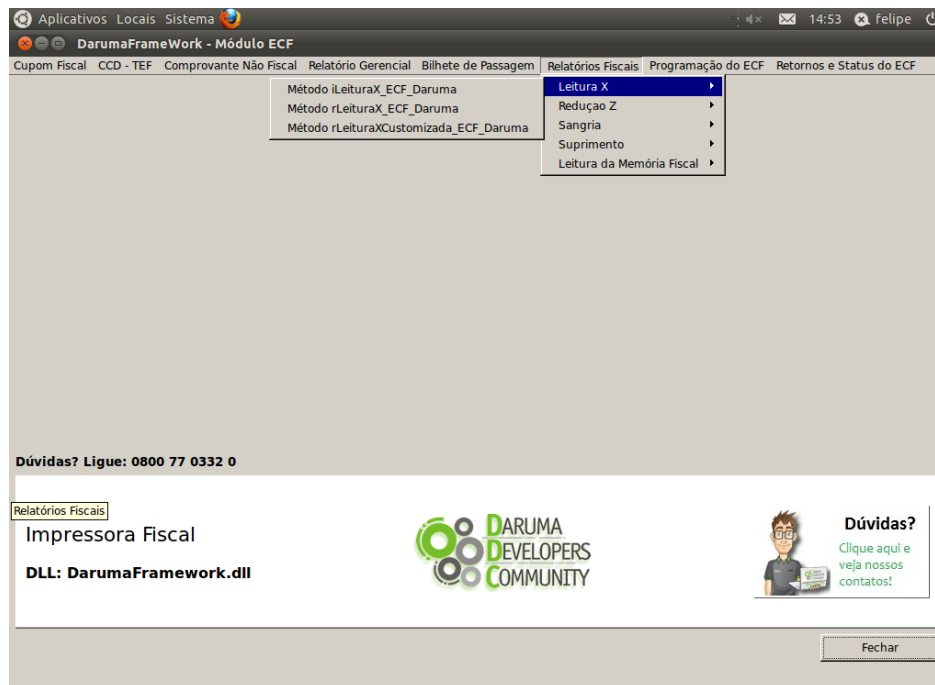 Aplicativos Locais Sistema 14:53 felipe
DarumaFrameWork - Módulo ECF
Cupom Fiscal CCD - TEF Comprovante Não Fiscal Relatório Gerencial Bilhete de Passagem Relatórios Fiscais Programação do ECF Retornos e Status do ECF
Método iLeituraX_ECF_Daruma
Método rLeituraX_ECF_Daruma
Método rLeituraXCustomizada_ECF_Daruma
Leitura X
Reduçao Z
Sangria
Suprimento
Leitura da Memória Fiscal
Dúvidas? Ligue: 0800 77 0332 0
Relatórios Fiscais
Impressora Fiscal
DLL: DarumaFramework.dll
DARUMA
DEVELOPERS
COMMUNITY
Dúvidas?
Clique aqui e
veja nossos
contatos!
Fechar